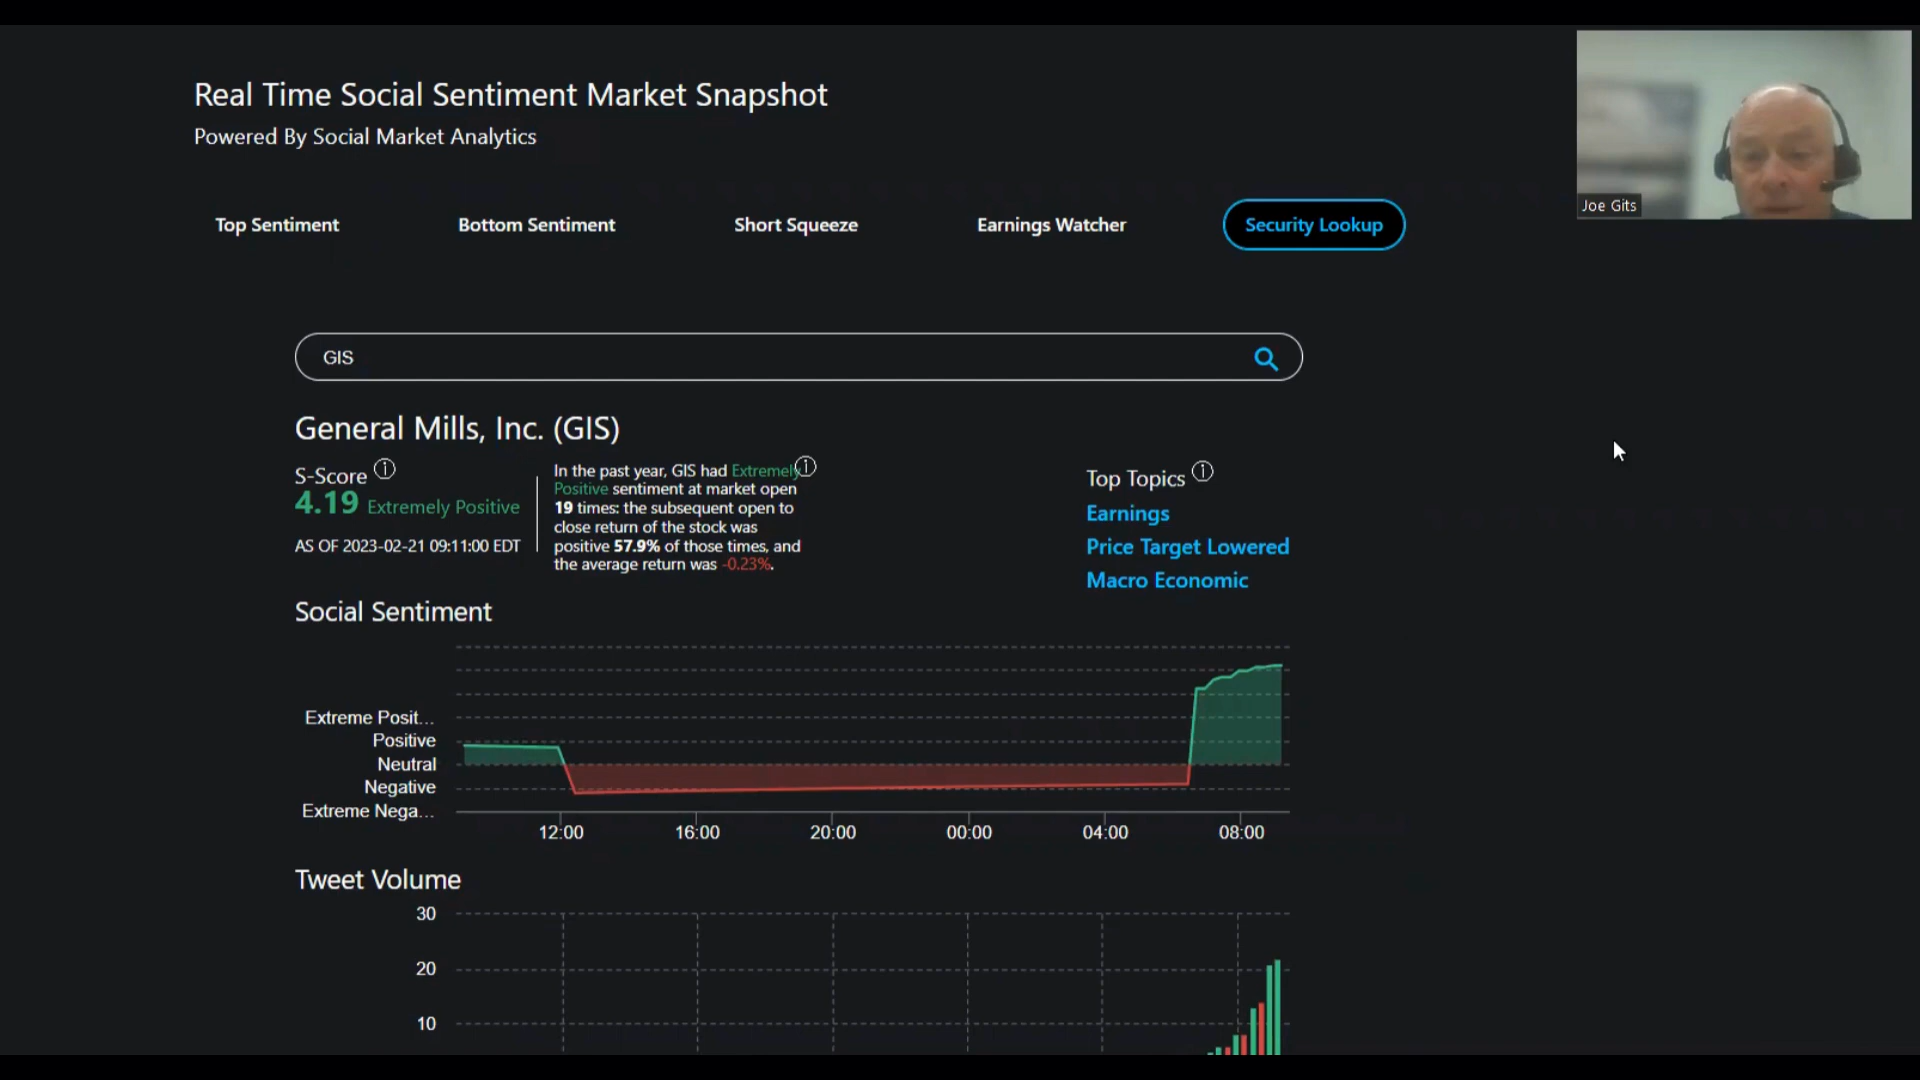 Real Time Social Sentiment Market Snapshot
Powered By Social Market Analytics
Joe Gits
Top Sentiment
Bottom Sentiment
Short Squeeze
Earnings Watcher
Security Lookup
GIS
General Mills, Inc. (GIS)
S-Score
4.19 Extremely Positive
AS OF 2023-02-21 09:11:00 EDT
In the past year, GIS had Extremely
Positive sentiment at market open
19 times: the subsequent open to
close return of the stock was
positive 57.9% of those times, and
the average return was -0.23%.
Top Topics
Earnings
Price Target Lowered
Macro Economic
Social Sentiment
Extreme Posit...
Positive
Neutral
Negative
Extreme Nega...
12:00 16:00 20:00 00:00 04:00 08:00
Tweet Volume
30
20
10